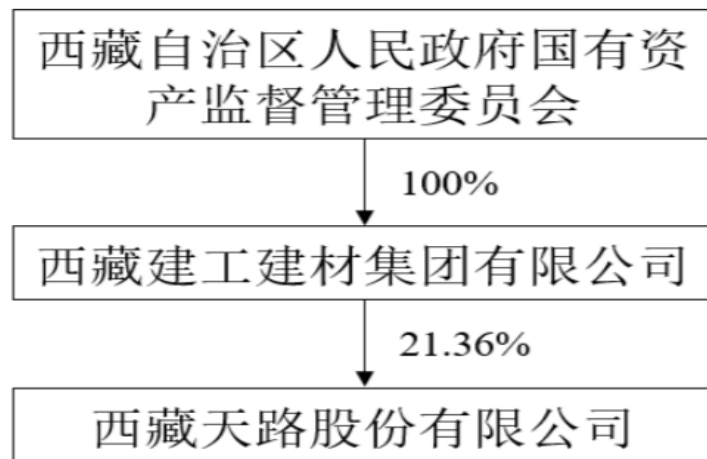 西藏自治区人民政府国有资
产监督管理委员会
100%
西藏建工建材集团有限公司
21.36%
西藏天路股份有限公司